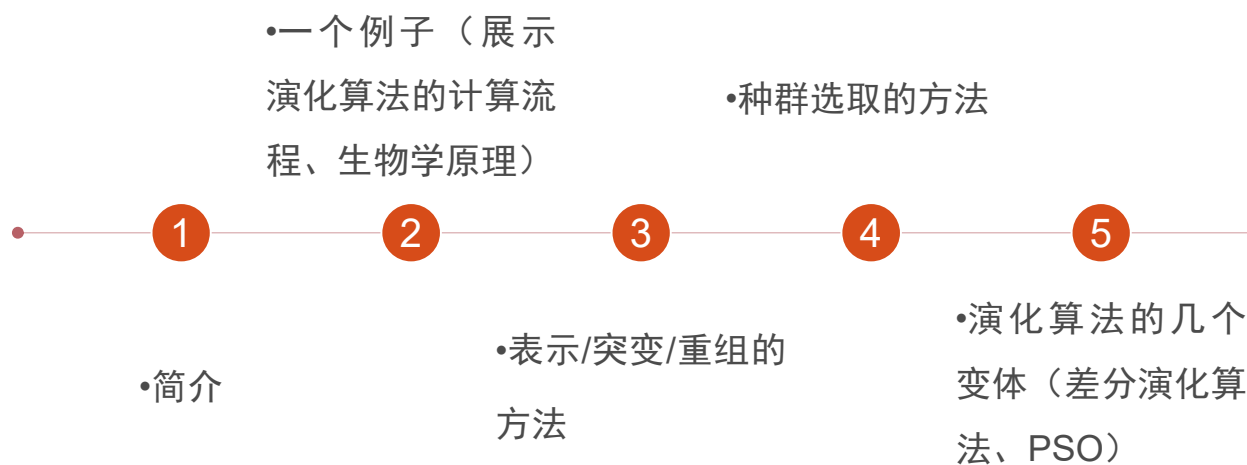 •一个例子（展示
演化算法的计算流
程、生物学原理）
•种群选取的方法
1
2
3
4
5
•简介
•表示/突变/重组的
方法
•演化算法的几个
变体（差分演化算
法、PSO）